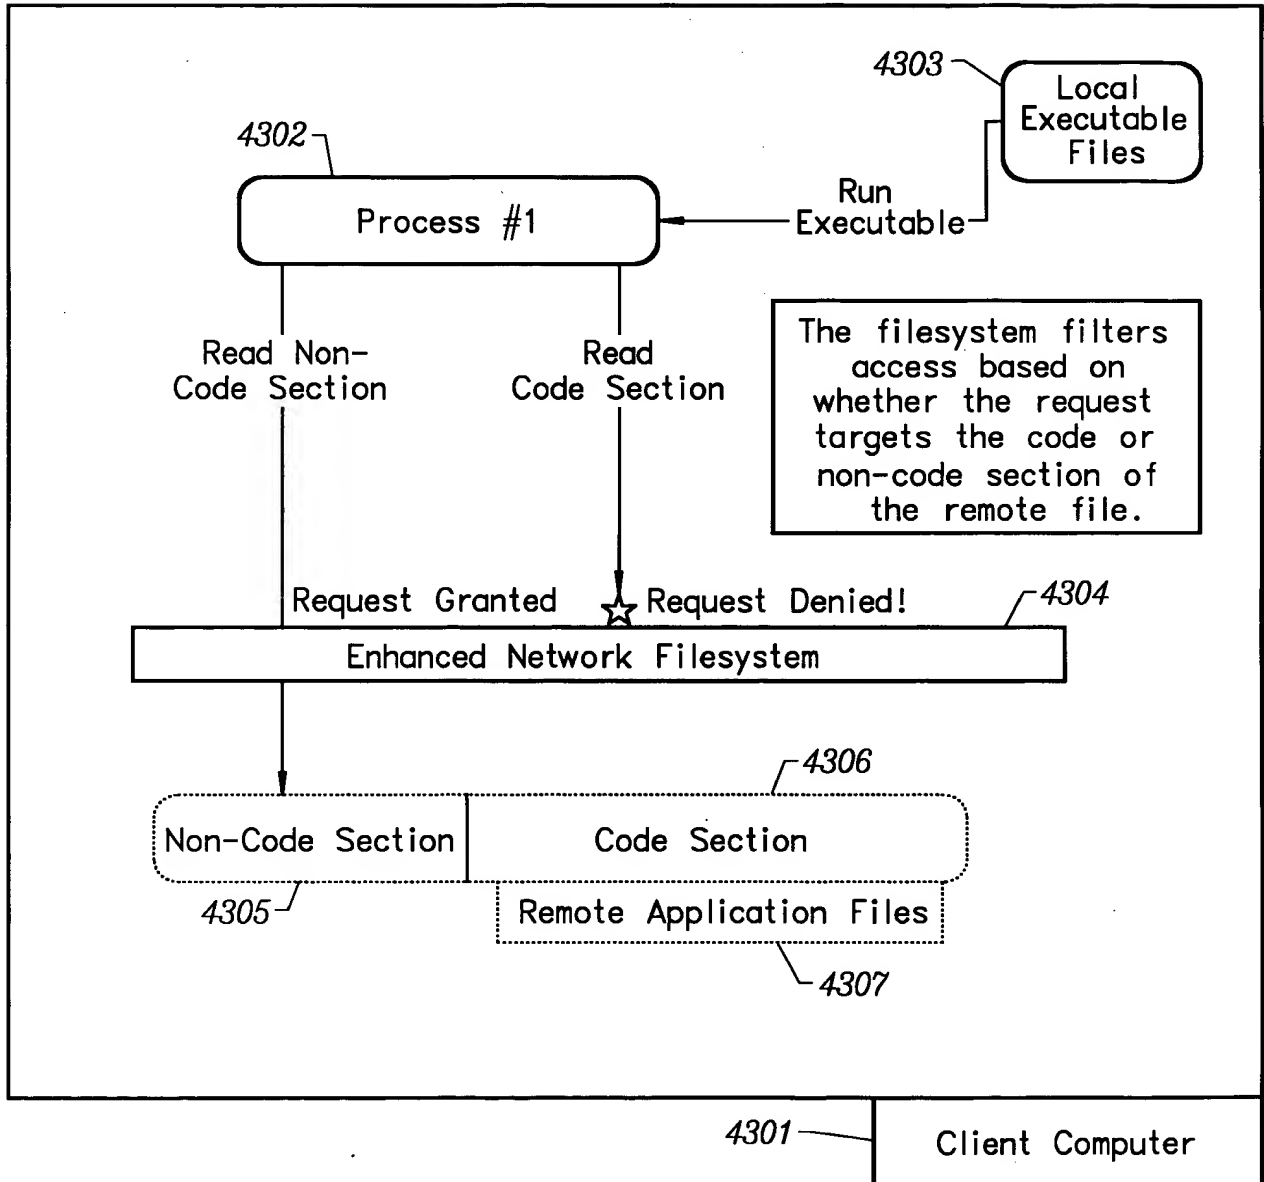 4303
Local
Executable
Files
4302
Run
Executable
Process #1
Read Non-
Code Section
Read
Code Section
The filesystem filters
access based on
whether the request
targets the code or
non-code section of
the remote file.
Request Granted
Request Denied!
4304
Enhanced Network Filesystem
4306
Non-Code Section
Code Section
4305
Remote Application Files
4307
4301
Client Computer